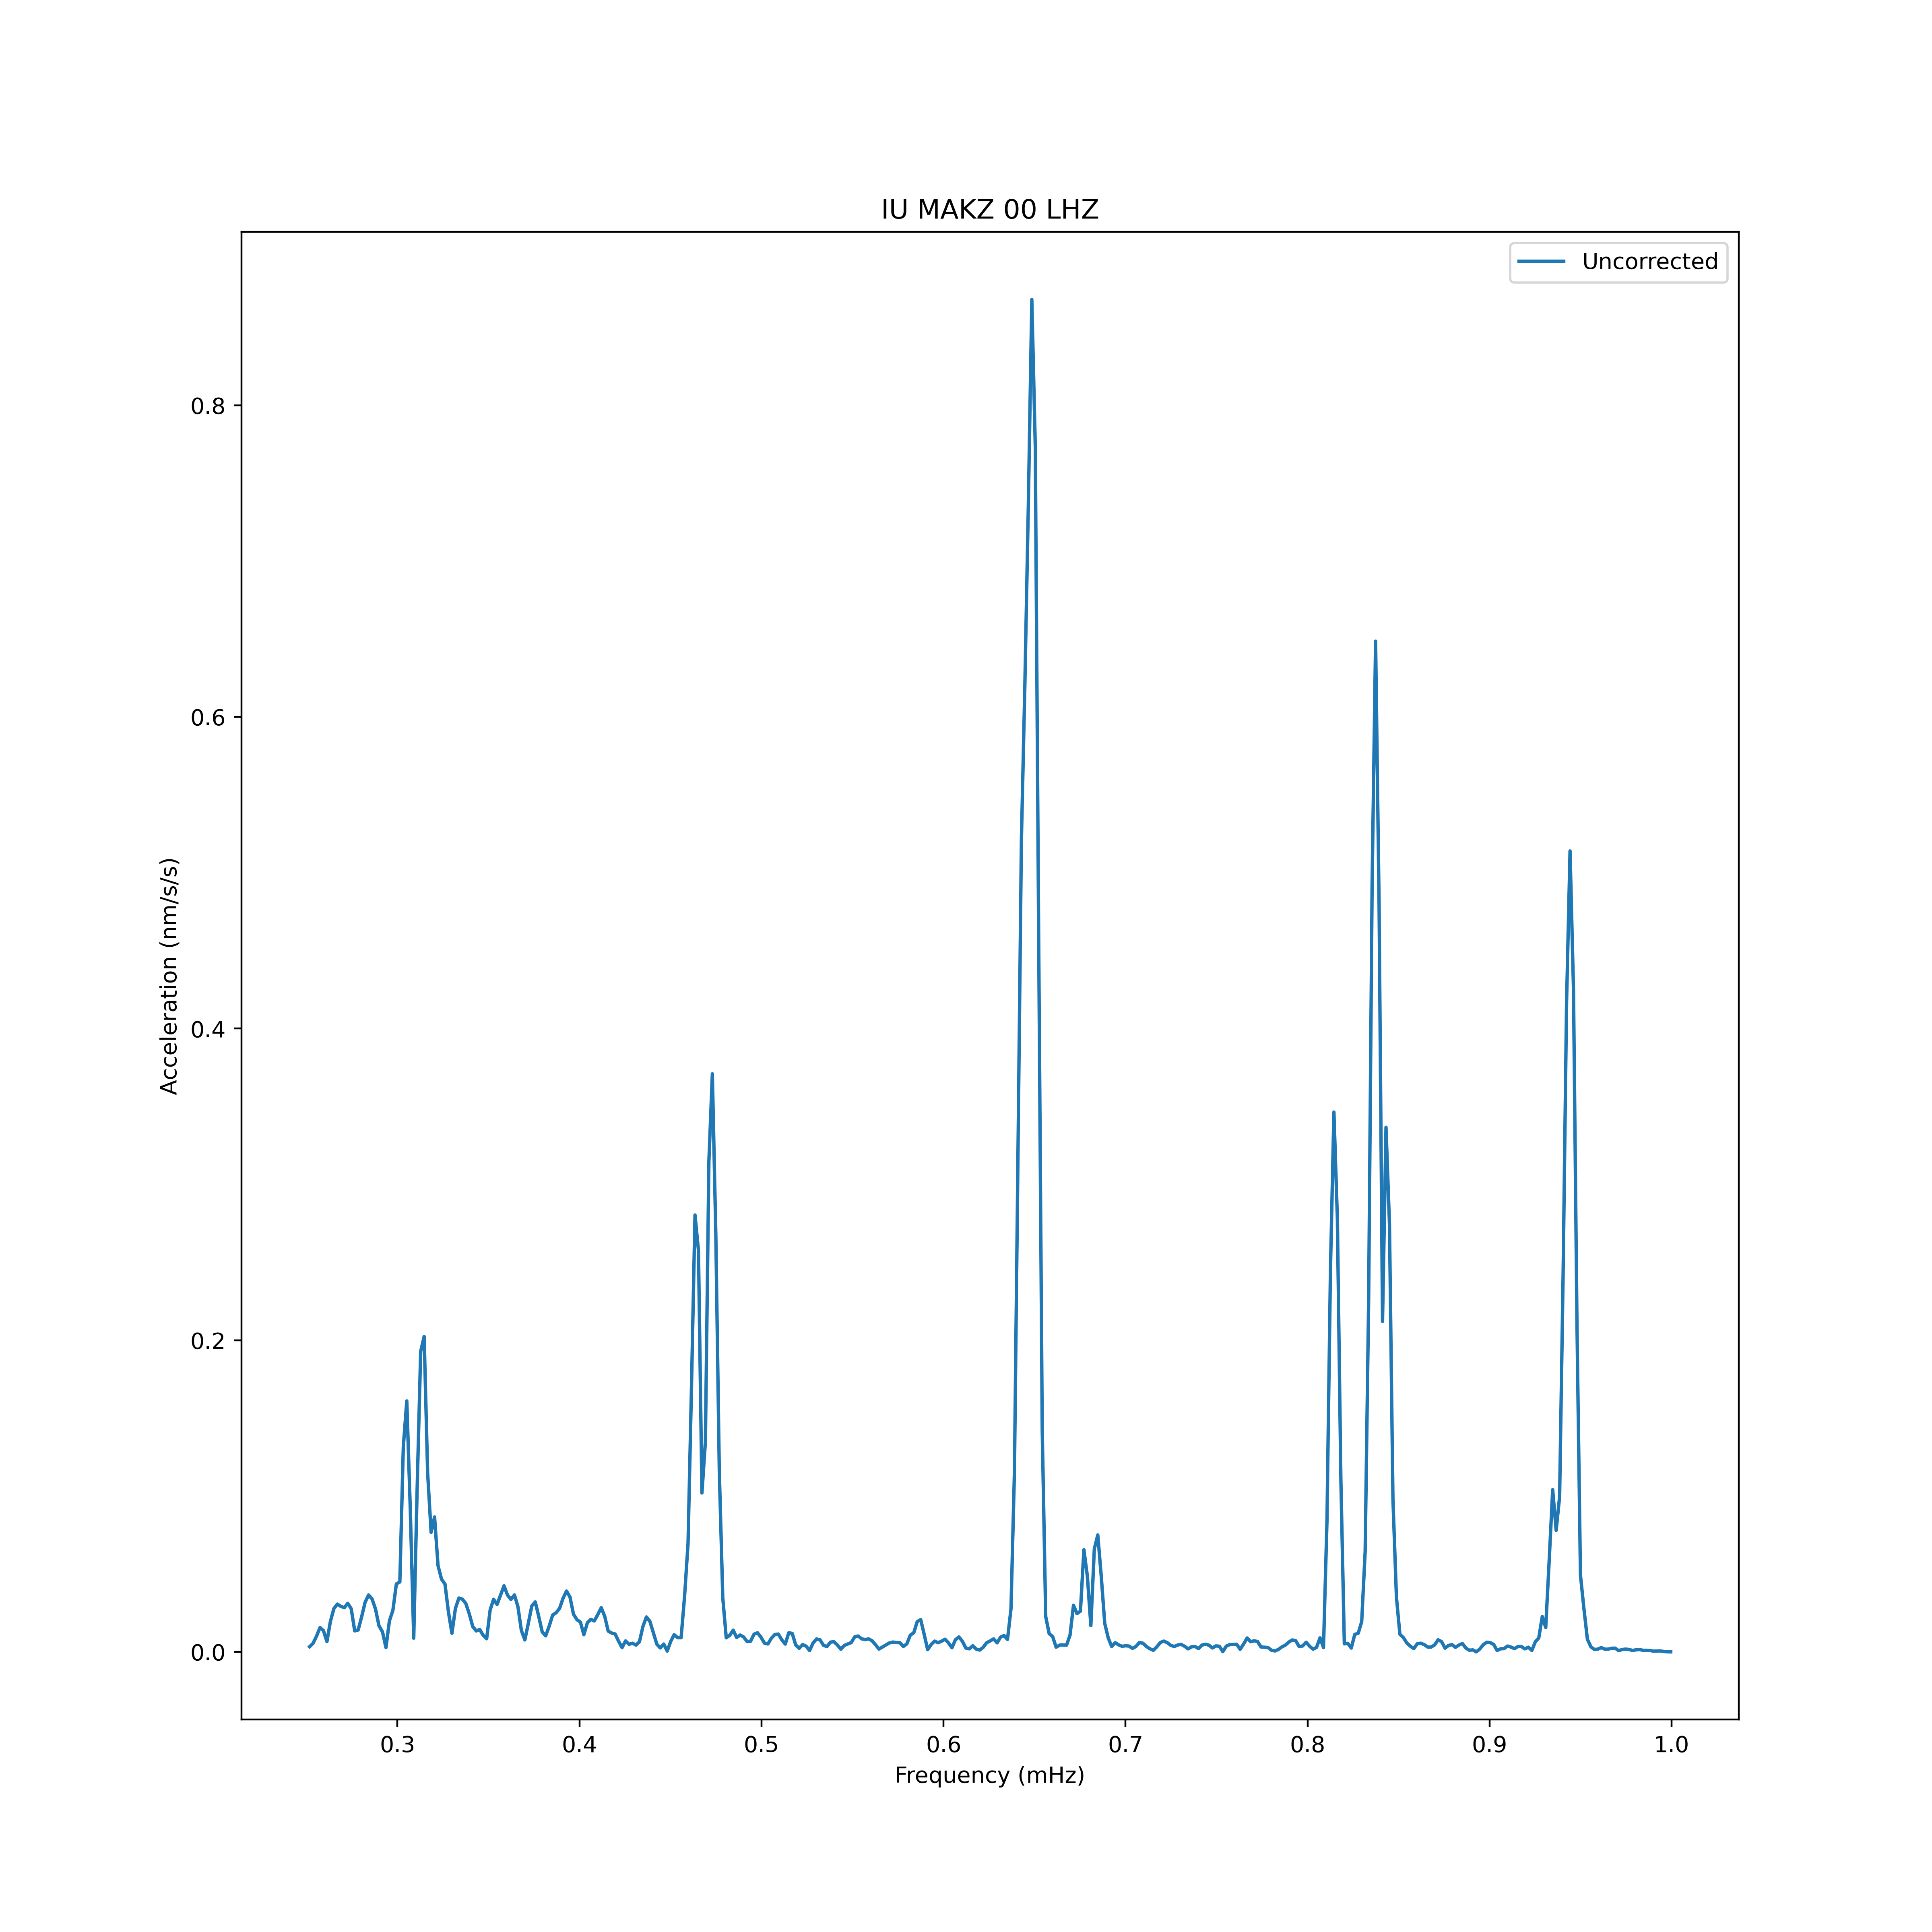 IU MAKZ 00 LHZ
Uncorrected
Acceleration (nm/s/s)
0.8
0.6
0.4
0.2
0.0
0.3 0.4 0.5 0.6 0.7 0.8 0.9 1.0
Frequency (mHz)